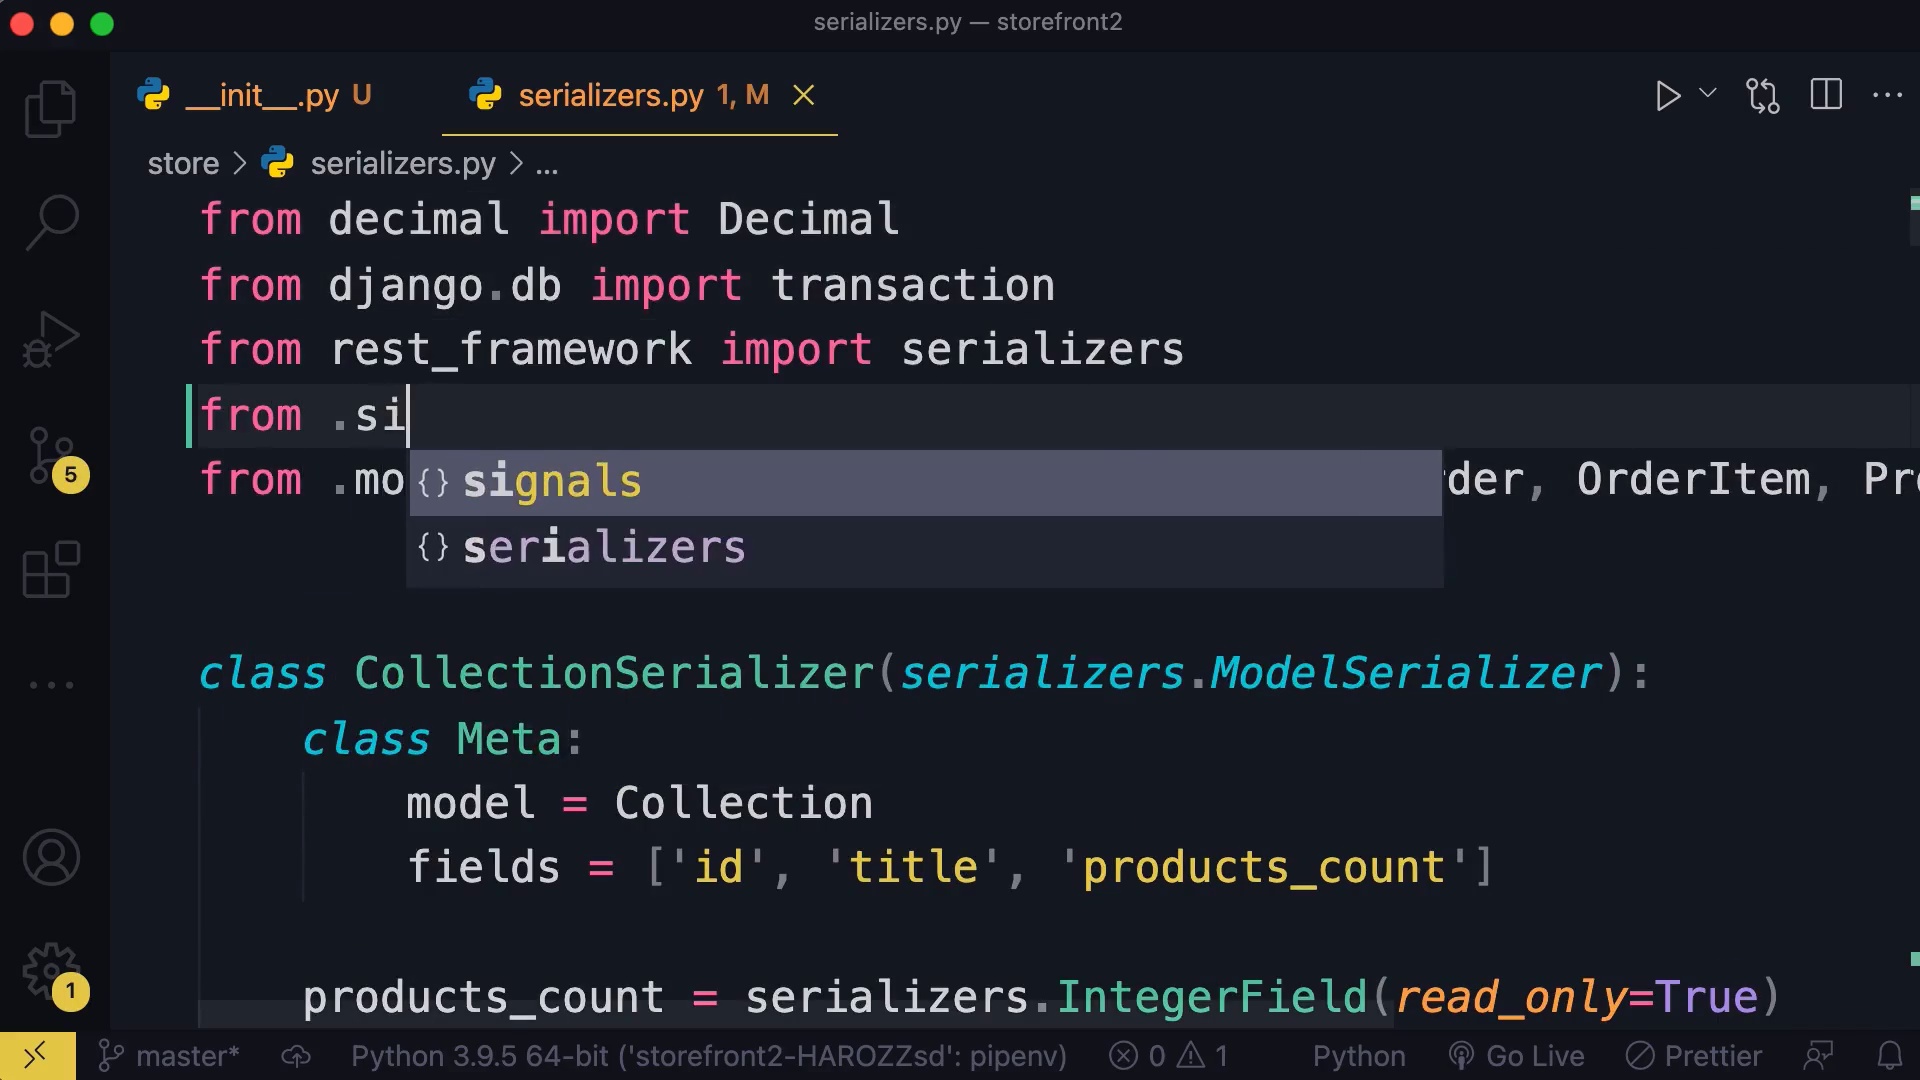 serializers.py — storefront2
__init__.py U
serializers.py 1, M
store > serializers.py > ...
from decimal import Decimal
from django.db import transaction
from rest_framework import serializers
from .si
signals
serializers
from .mo rder, OrderItem, Pro
class CollectionSerializer(serializers.ModelSerializer):
class Meta:
model = Collection
fields = ['id', 'title', 'products_count']
products_count = serializers.IntegerField(read_only=True)
5
1
master* Python 3.9.5 64-bit ('storefront2-HAROZZsd': pipenv) 0 1 Python Go Live Prettier